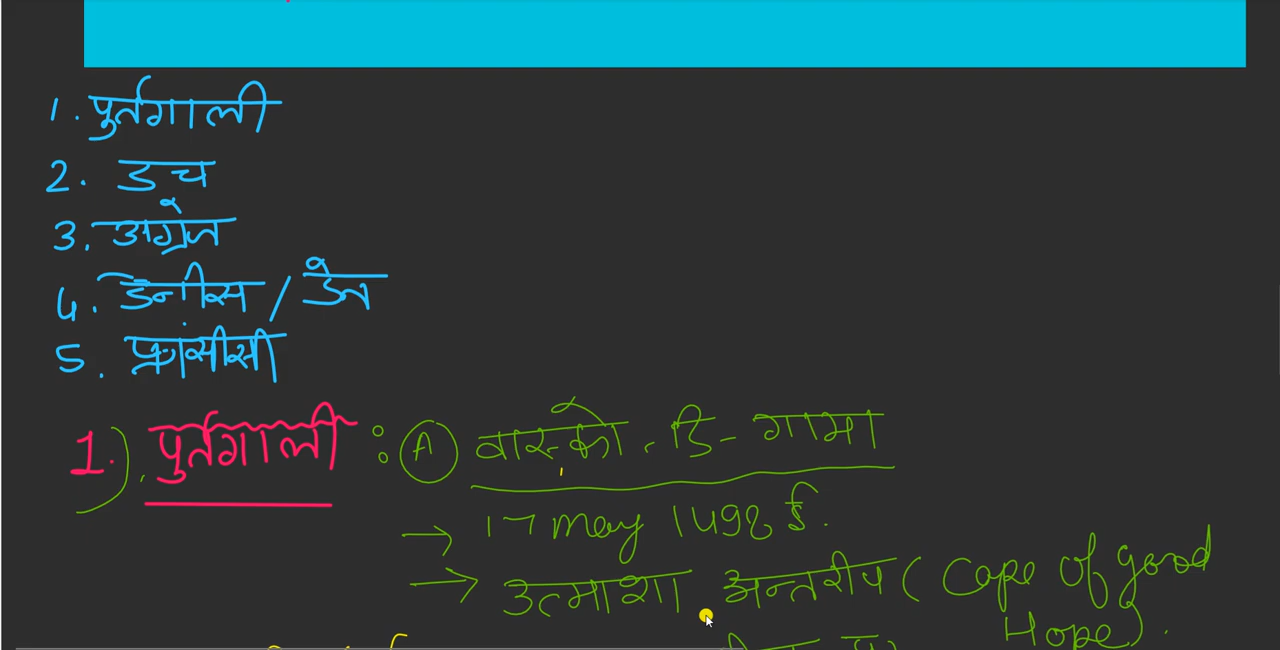 1. पुर्तगाली
2. डच
3. अंग्रेज
4. डेनीस / डेन
5. फ्रांसीसी
1.). पुर्तगाली : (A) वास्को - डि - गामा
→ 17 may 1498 ई.
→ उत्माशा अन्तरीप ( Cape Of good
Hope) .